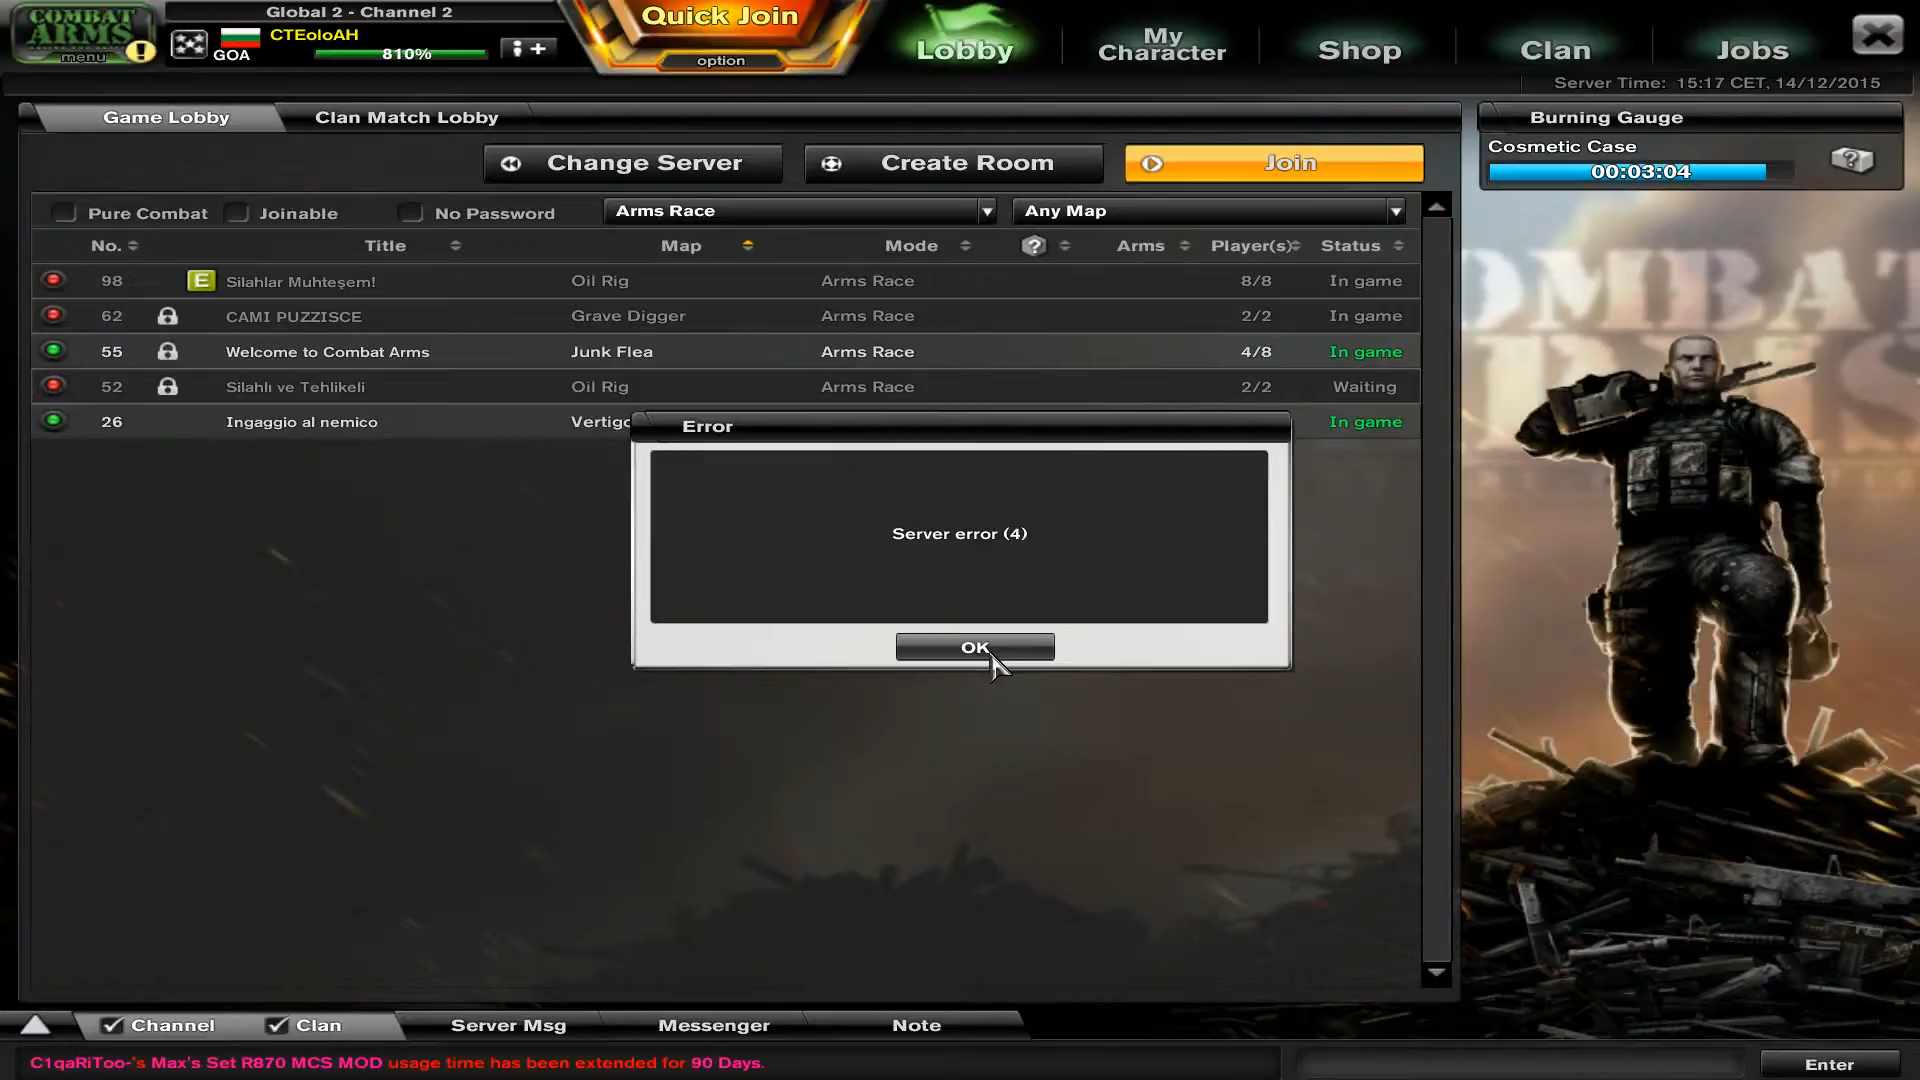 COMBAT
ARMS
menu
Global 2 - Channel 2
CTEoloAH
GOA
810%
Quick Join
option
Lobby
My
Character
Shop
Clan
Jobs
Server Time: 15:17 CET, 14/12/2015
Game Lobby
Clan Match Lobby
Burning Gauge
Cosmetic Case
00:03:04
Change Server
Create Room
Join
Pure Combat
Joinable
No Password
Arms Race
Any Map
No. Title Map Mode Arms Player(s) Status
98 E Silahlar Muhteşem! Oil Rig Arms Race 8/8 In game
62 CAMI PUZZISCE Grave Digger Arms Race 2/2 In game
55 Welcome to Combat Arms Junk Flea Arms Race 4/8 In game
52 Silahlı ve Tehlikeli Oil Rig Arms Race 2/2 Waiting
26 Ingaggio al nemico Vertigo In game
Error
Server error (4)
OK
Channel
Clan
Server Msg
Messenger
Note
C1qaRiToo-'s Max's Set R870 MCS MOD usage time has been extended for 90 Days.
Enter